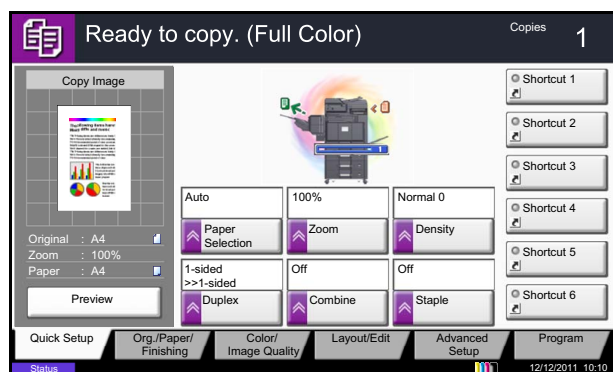 Ready to copy. (Full Color)
Copies
1
Copy Image
Original : A4
Zoom : 100%
Paper : A4
Preview
Auto
Paper
Selection
100%
Zoom
Normal 0
Density
1-sided
>>1-sided
Duplex
Off
Combine
Off
Staple
Shortcut 1
Shortcut 2
Shortcut 3
Shortcut 4
Shortcut 5
Shortcut 6
Quick Setup
Org./Paper/
Finishing
Color/
Image Quality
Layout/Edit
Advanced
Setup
Program
Status
12/12/2011 10:10